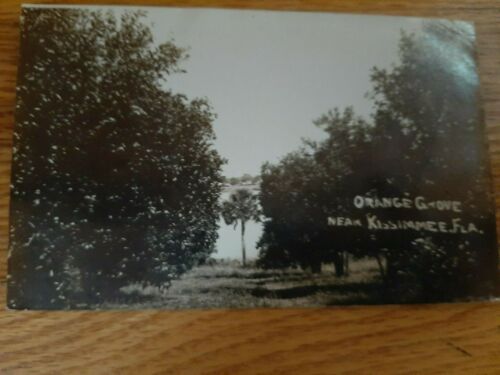 ORANGE GROVE
NEAR KISSIMMEE, FLA.